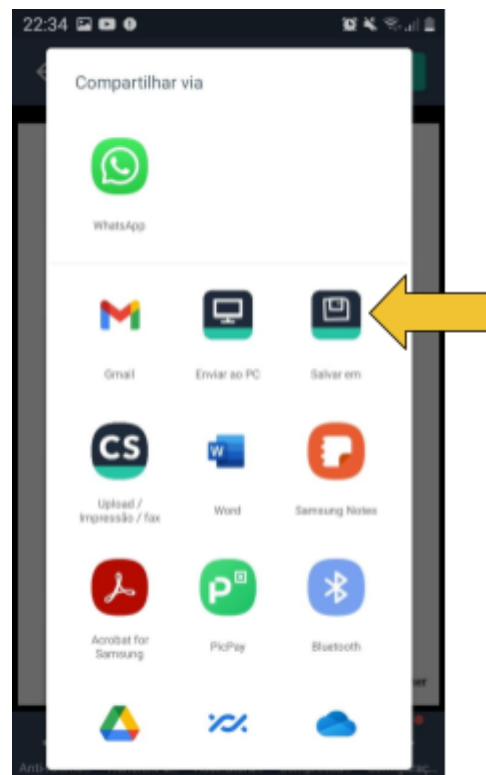 22:34
Compartilhar via
WhatsApp
Gmail
Enviar ao PC
Salvar em
CS
Upload /
Impressão / fax
W
Word
Samsung Notes
Acrobat for
Samsung
P
PicPay
Bluetooth